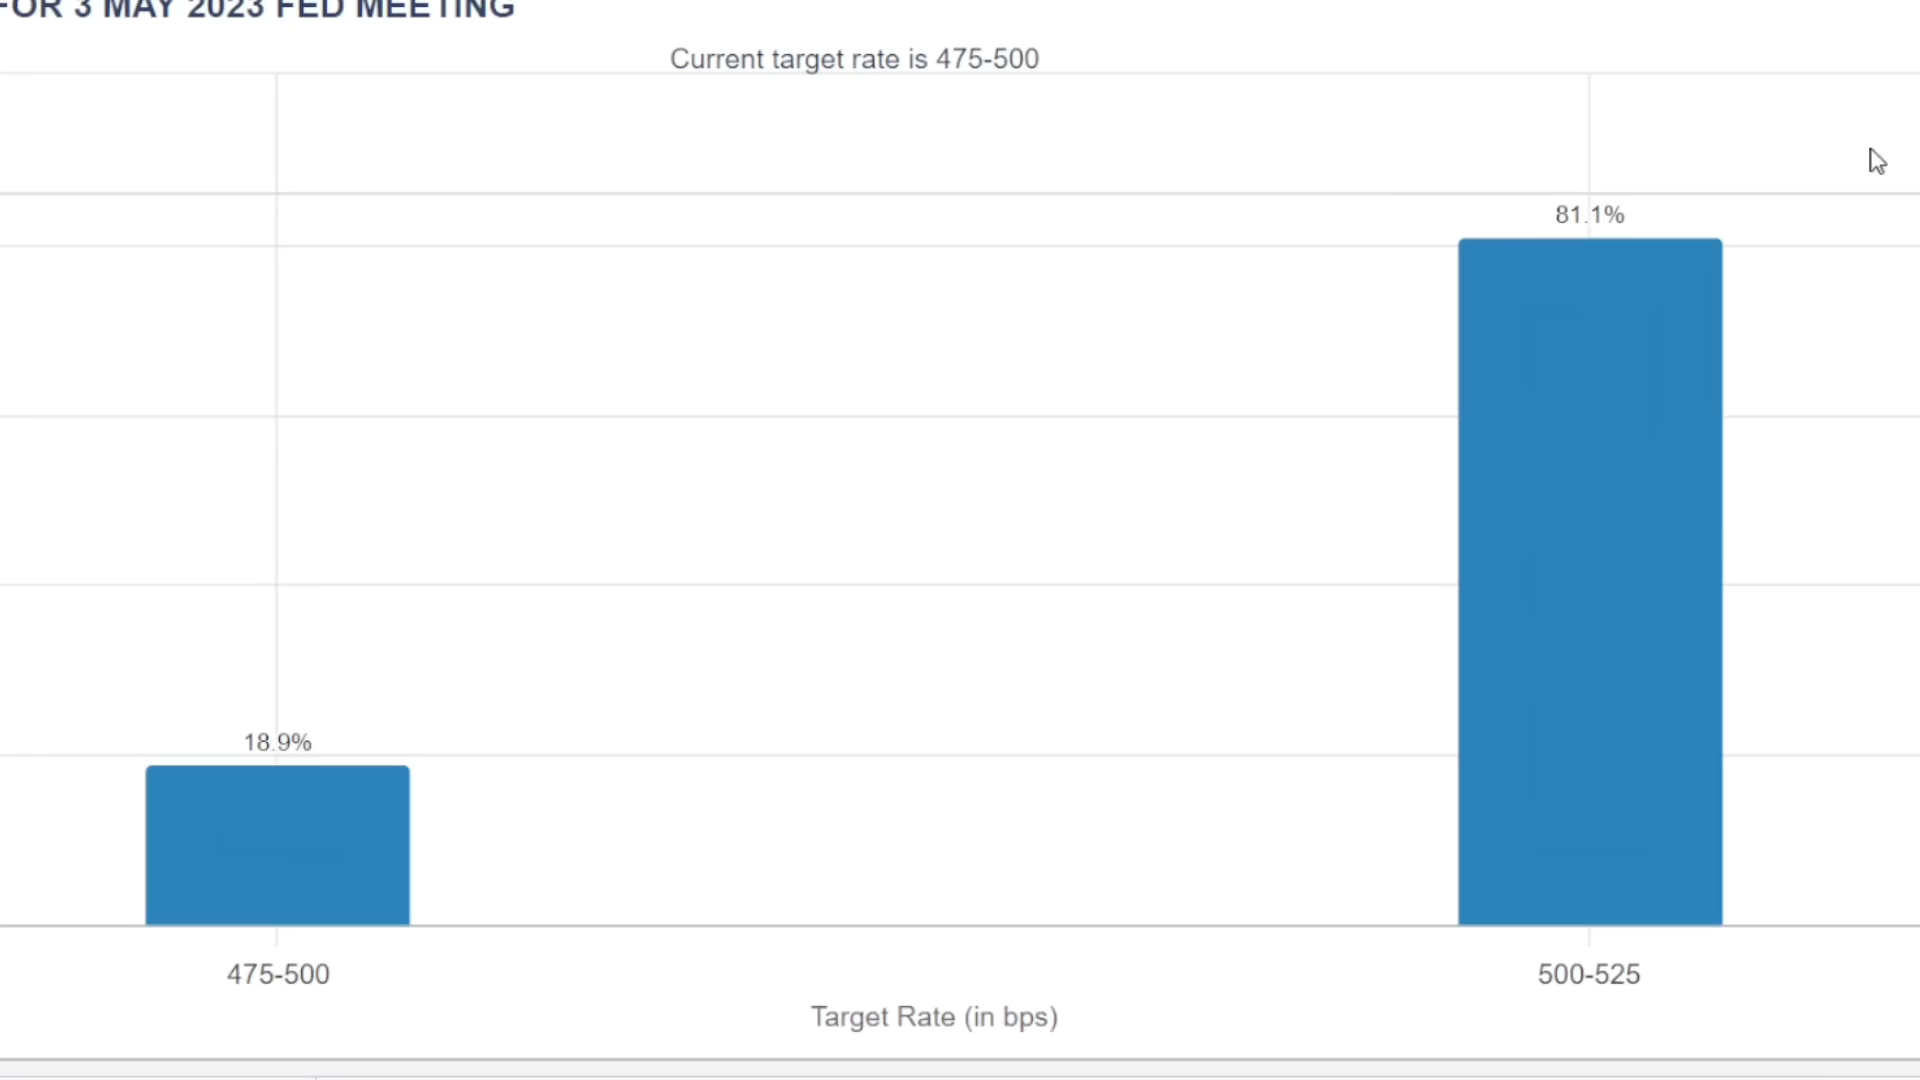 FOR 3 MAY 2023 FED MEETING
Current target rate is 475-500
81.1%
18.9%
475-500
500-525
Target Rate (in bps)